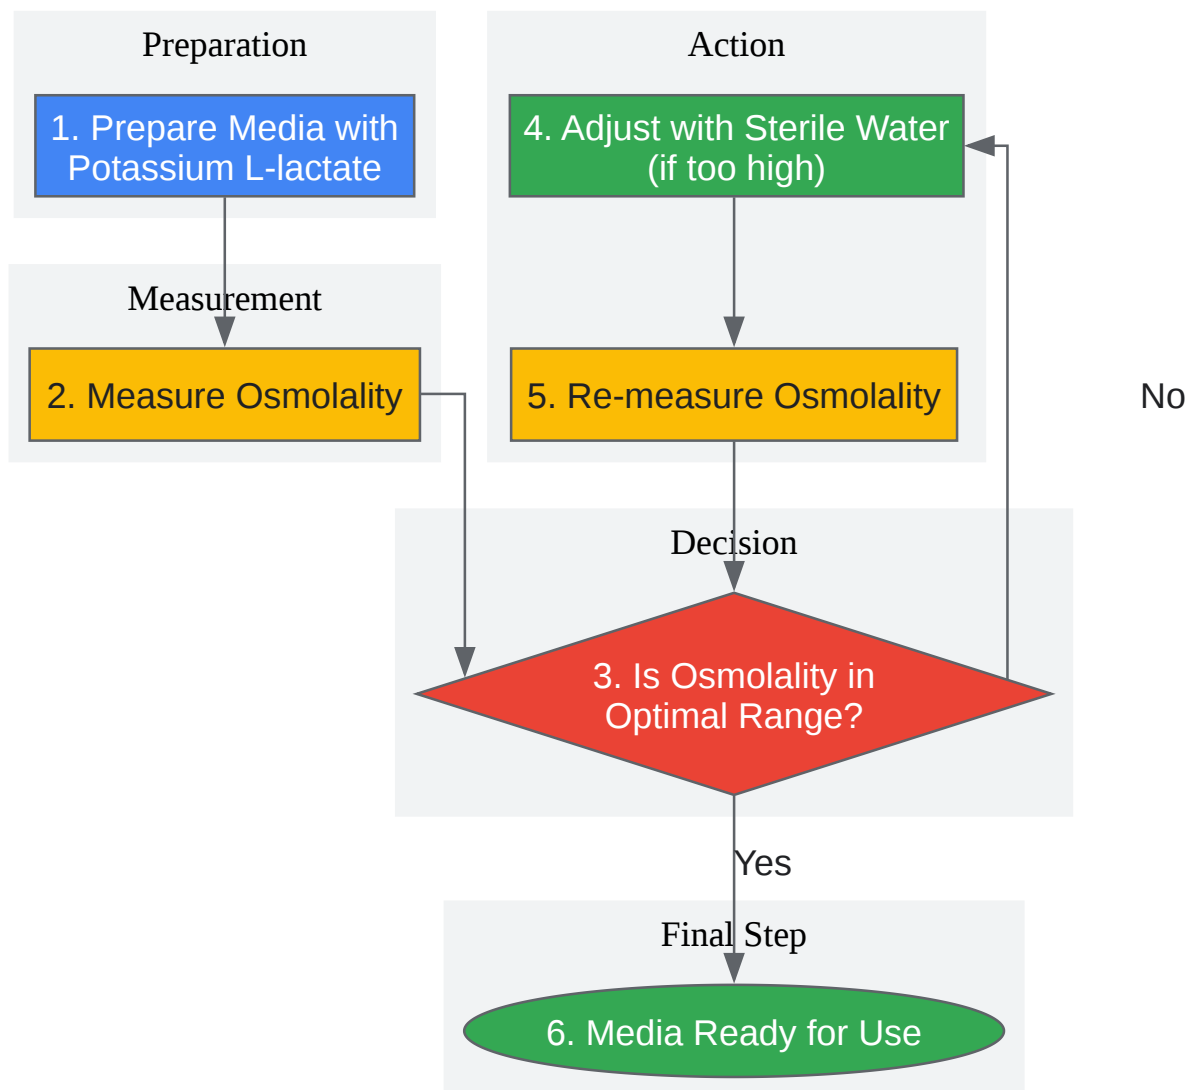 Preparation
1. Prepare Media with
Potassium L-lactate
Measurement
2. Measure Osmolality
Action
4. Adjust with Sterile Water
(if too high)
5. Re-measure Osmolality
No
Decision
3. Is Osmolality in
Optimal Range?
Yes
Final Step
6. Media Ready for Use